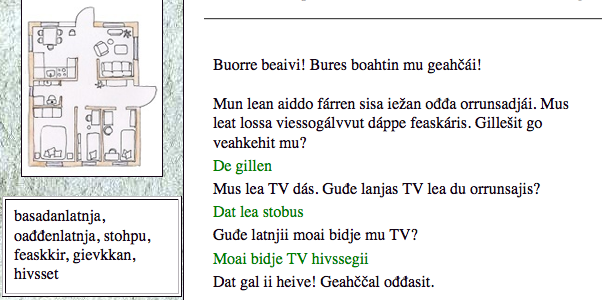 Buorre beaivi! Bures boahtin mu geahčái!
Mun lean aiddo fárren sisa iežan ođđa orrunsadjái. Mus
leat lossa viessogálvvut dáppe feaskáris. Gillešit go
veahkehit mu?
De gillen
Mus lea TV dás. Guđe lanjas TV lea du orrunsajis?
Dat lea stobus
Guđe latnjii moai bidje mu TV?
Moai bidje TV hivssegii
Dat gal ii heive! Geahččal ođđasit.
basadanlatnja,
oađđenlatnja, stohpu,
feaskkir, gievkkan,
hivsset